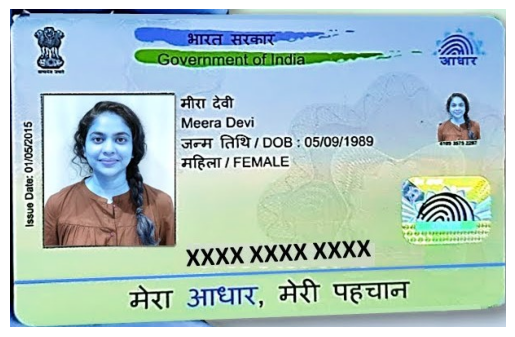 भारत सरकार
Government of India
आधार
मीरा देवी
Meera Devi
जन्म तिथि / DOB : 05/09/1989
महिला / FEMALE
Issue Date: 01/05/2015
XXXX XXXX XXXX
मेरा आधार, मेरी पहचान